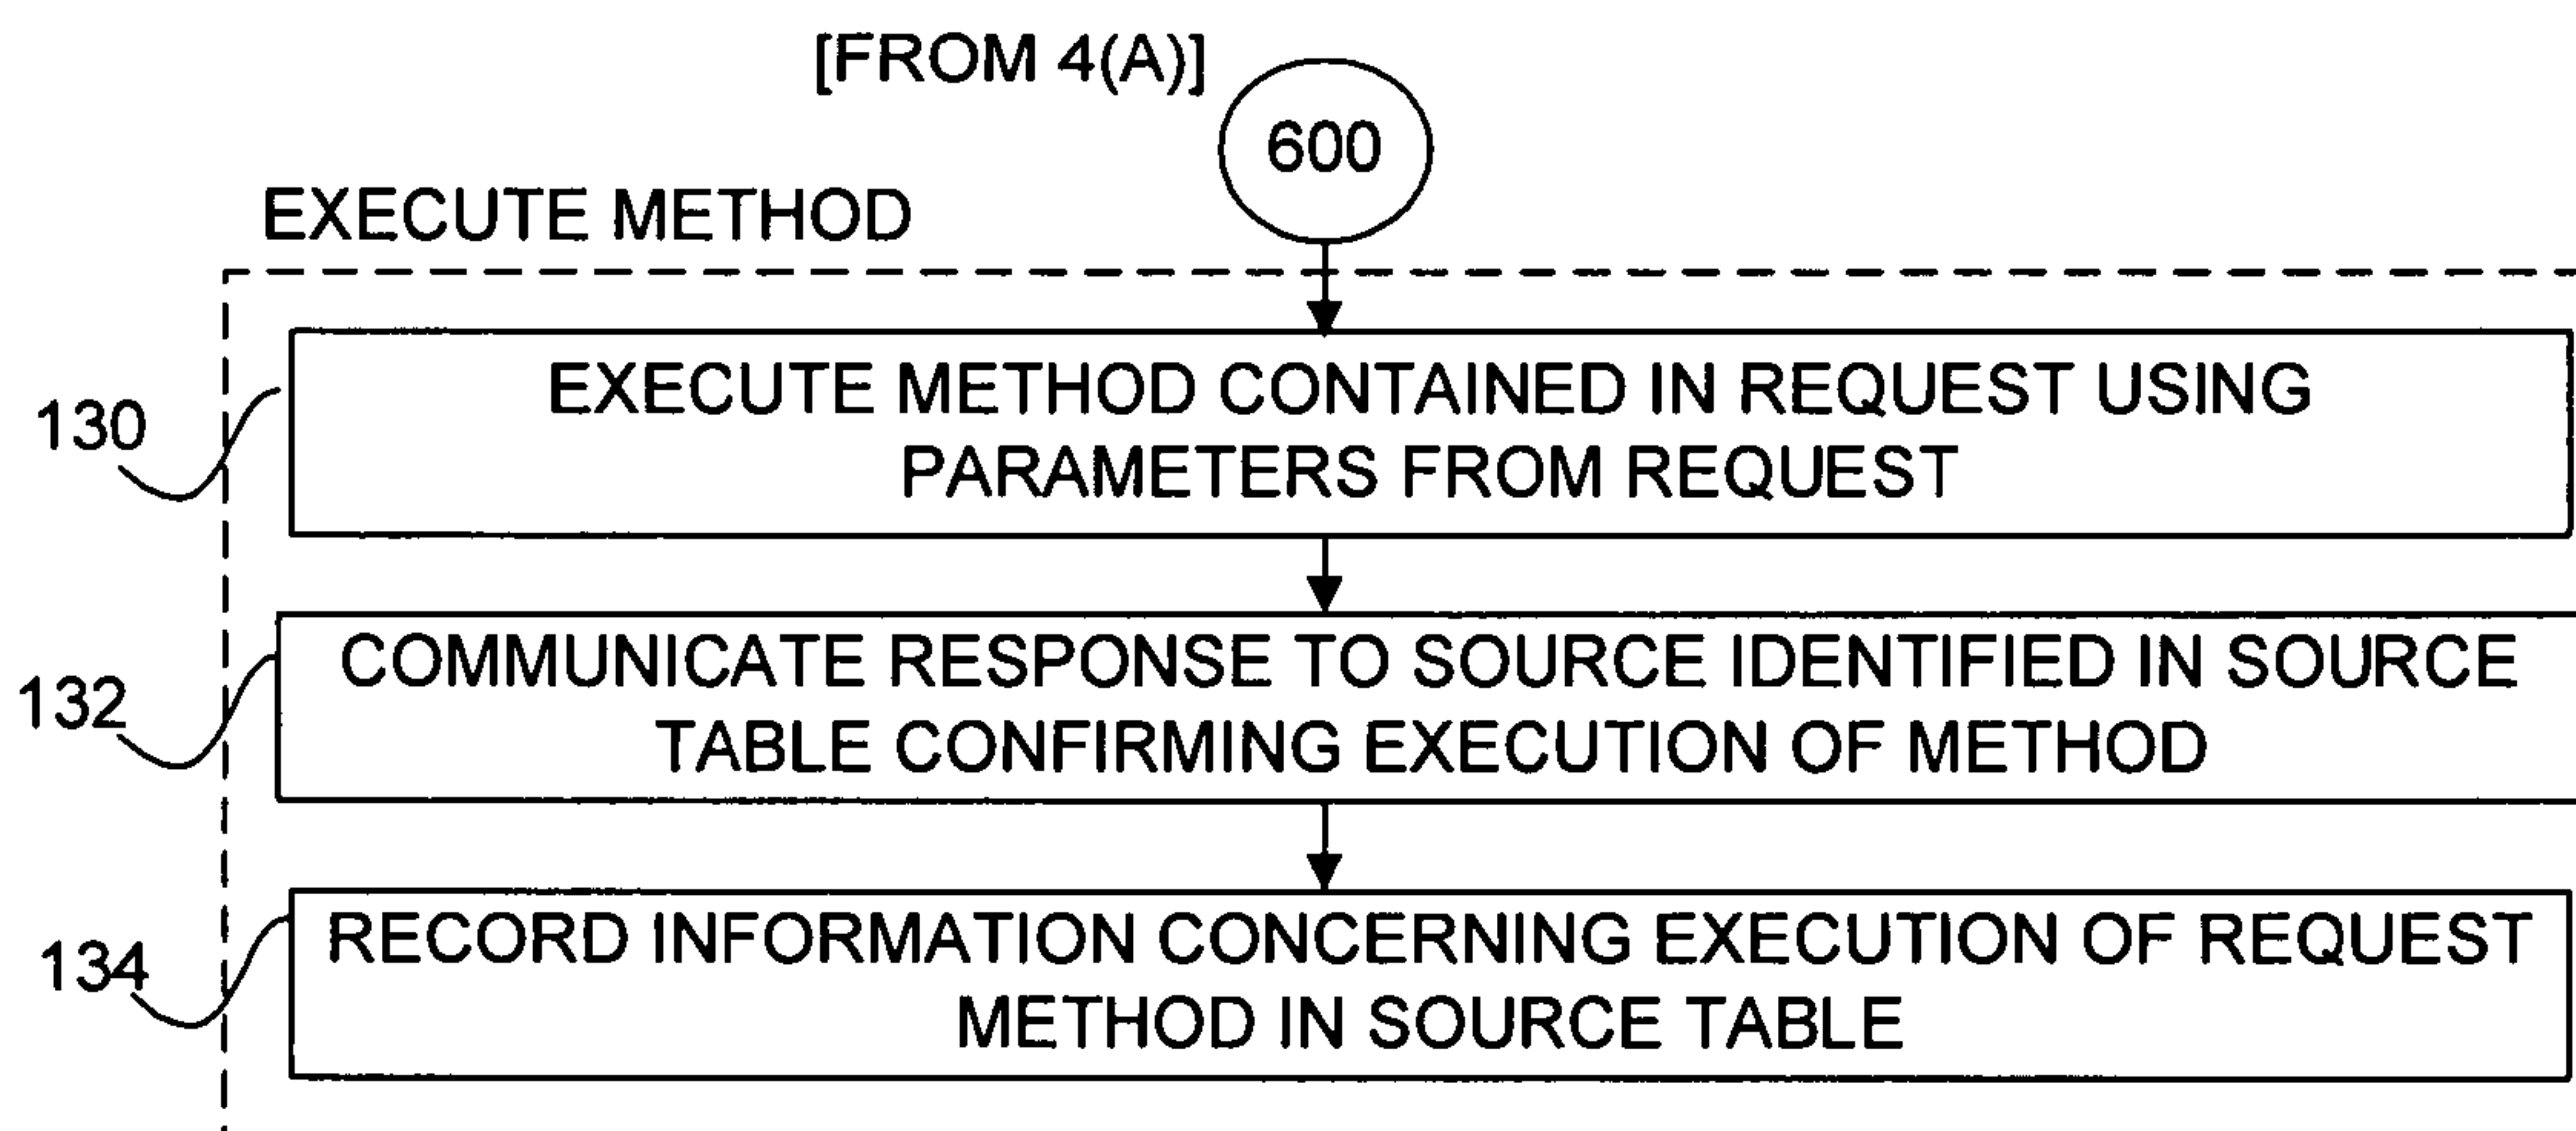 [FROM 4(A)]
600
EXECUTE METHOD
130
EXECUTE METHOD CONTAINED IN REQUEST USING
PARAMETERS FROM REQUEST
132
COMMUNICATE RESPONSE TO SOURCE IDENTIFIED IN SOURCE
TABLE CONFIRMING EXECUTION OF METHOD
134
RECORD INFORMATION CONCERNING EXECUTION OF REQUEST
METHOD IN SOURCE TABLE